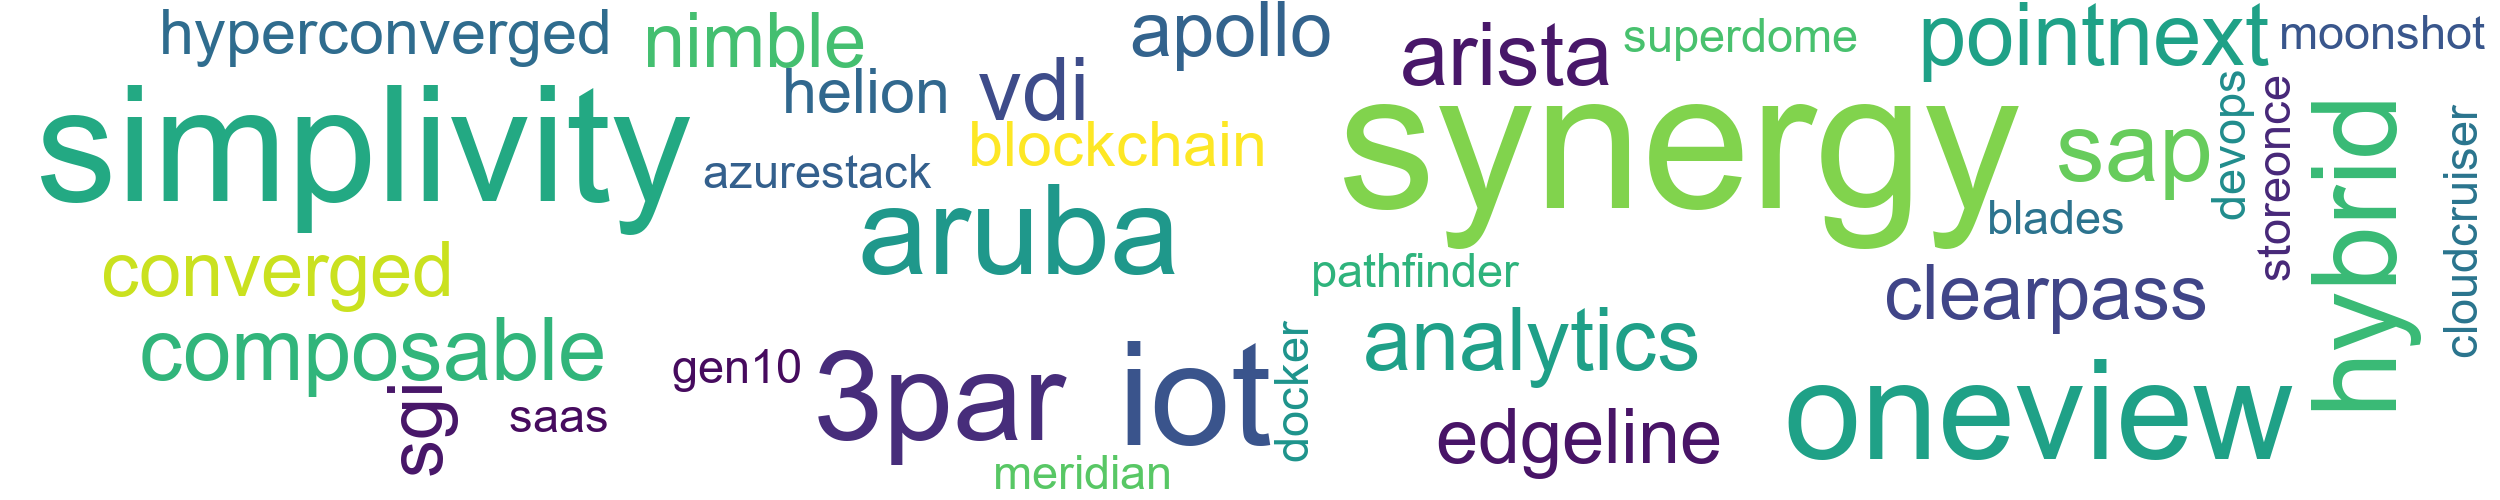 hyperconverged
nimble
apollo
arista
superdome
pointnext
moonshot
helion
vdi
simplivity
synergy
blockchain
azurestack
sap
devops
storeonce
hybrid
cloudcruiser
aruba
blades
converged
pathfinder
clearpass
composable
analytics
gen10
3par
iot
docker
oneview
sgi
saas
edgeline
meridian